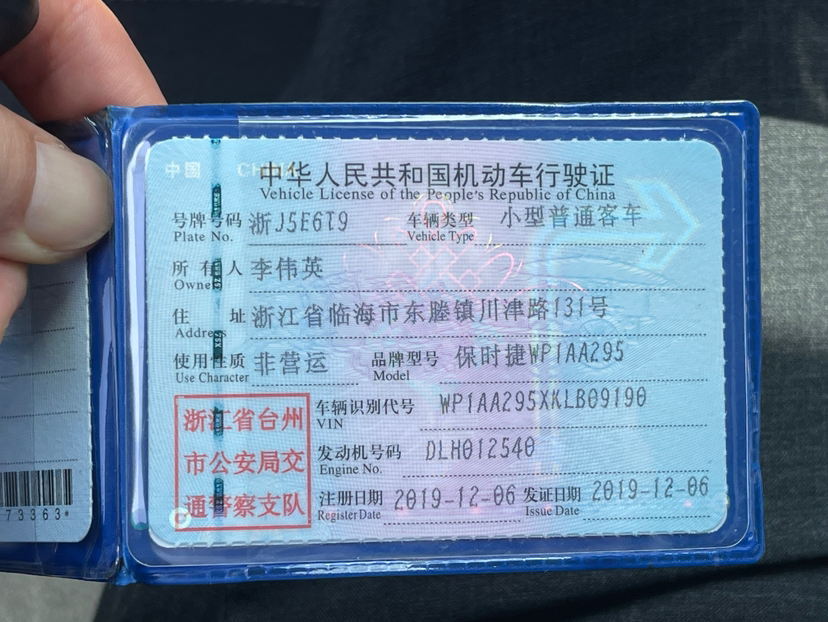 中国 CHINA
中华人民共和国机动车行驶证
Vehicle License of the People's Republic of China
号牌号码 浙J5E6T9 车辆类型 小型普通客车
Plate No. Vehicle Type
所有人 李伟英
Owner
住址 浙江省临海市东塍镇川津路131号
Address
使用性质 非营运 品牌型号 保时捷WP1AA295
Use Character Model
浙江省台州
市公安局交
通警察支队
车辆识别代号 WP1AA295XKLB09190
VIN
发动机号码 DLH012540
Engine No.
注册日期 2019-12-06 发证日期 2019-12-06
Register Date Issue Date
73363*